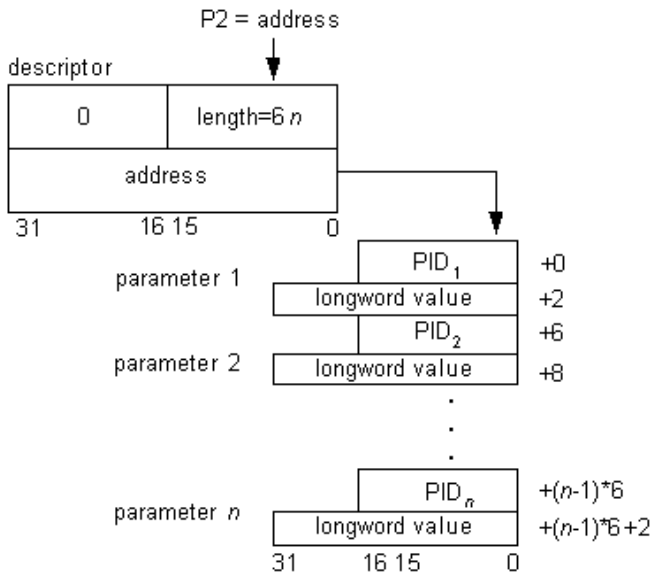 P2 = address
descriptor
0 length=6n
address
31 16 15 0
PID1 +0
parameter 1
longword value +2
PID2 +6
parameter 2
longword value +8
.
.
.
PIDn +(n-1)*6
parameter n
longword value +(n-1)*6+2
31 16 15 0